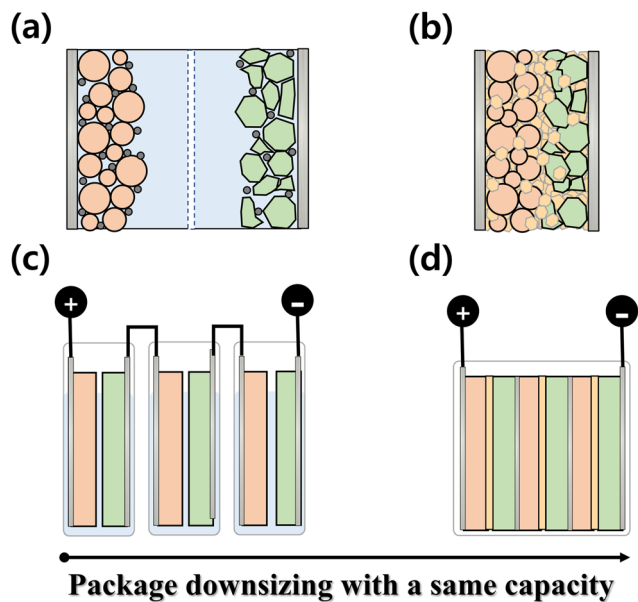 (a)
(b)
(c)
(d)
+
-
+
-
Package downsizing with a same capacity